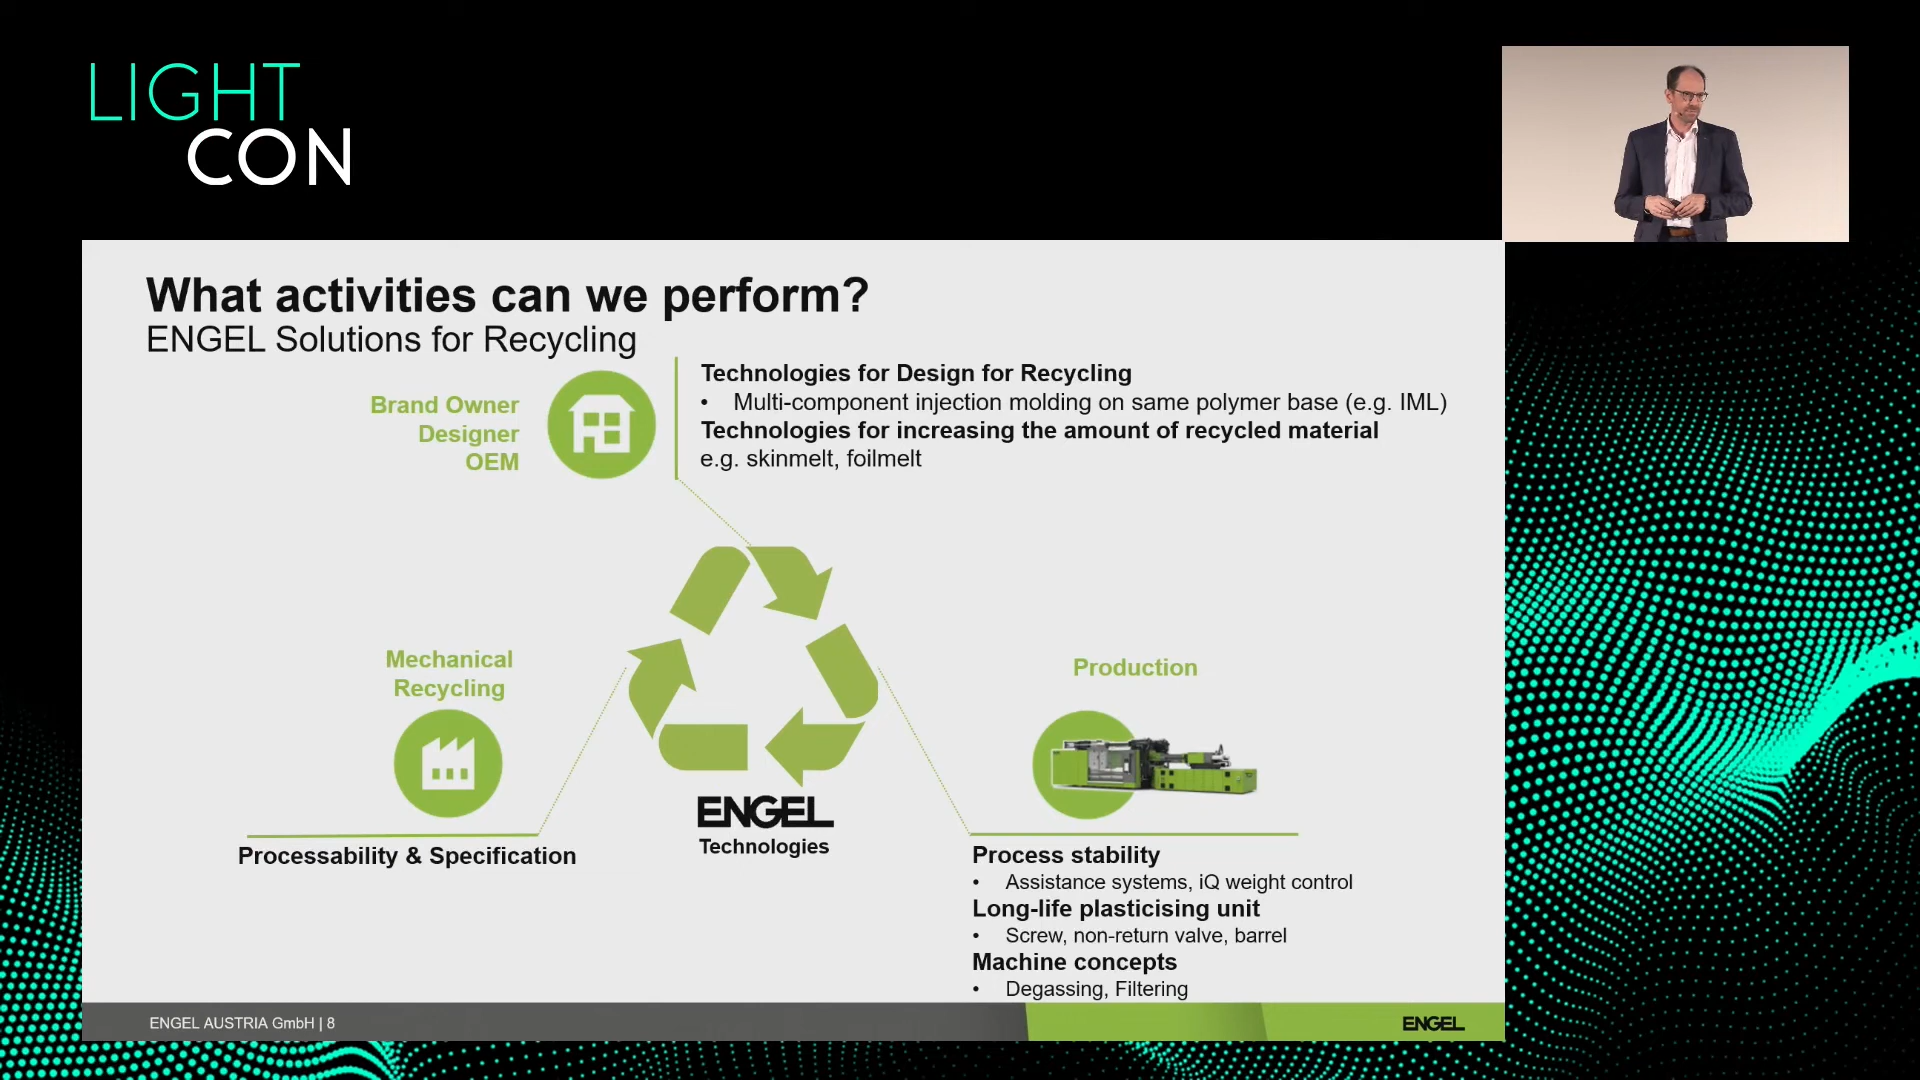 LIGHT
CON
What activities can we perform?
ENGEL Solutions for Recycling
Brand Owner
Designer
OEM
Technologies for Design for Recycling
• Multi-component injection molding on same polymer base (e.g. IML)
Technologies for increasing the amount of recycled material
e.g. skinmelt, foilmelt
Mechanical
Recycling
Processability & Specification
ENGEL
Technologies
Production
Process stability
• Assistance systems, iQ weight control
Long-life plasticising unit
• Screw, non-return valve, barrel
Machine concepts
• Degassing, Filtering
ENGEL AUSTRIA GmbH | 8
ENGEL